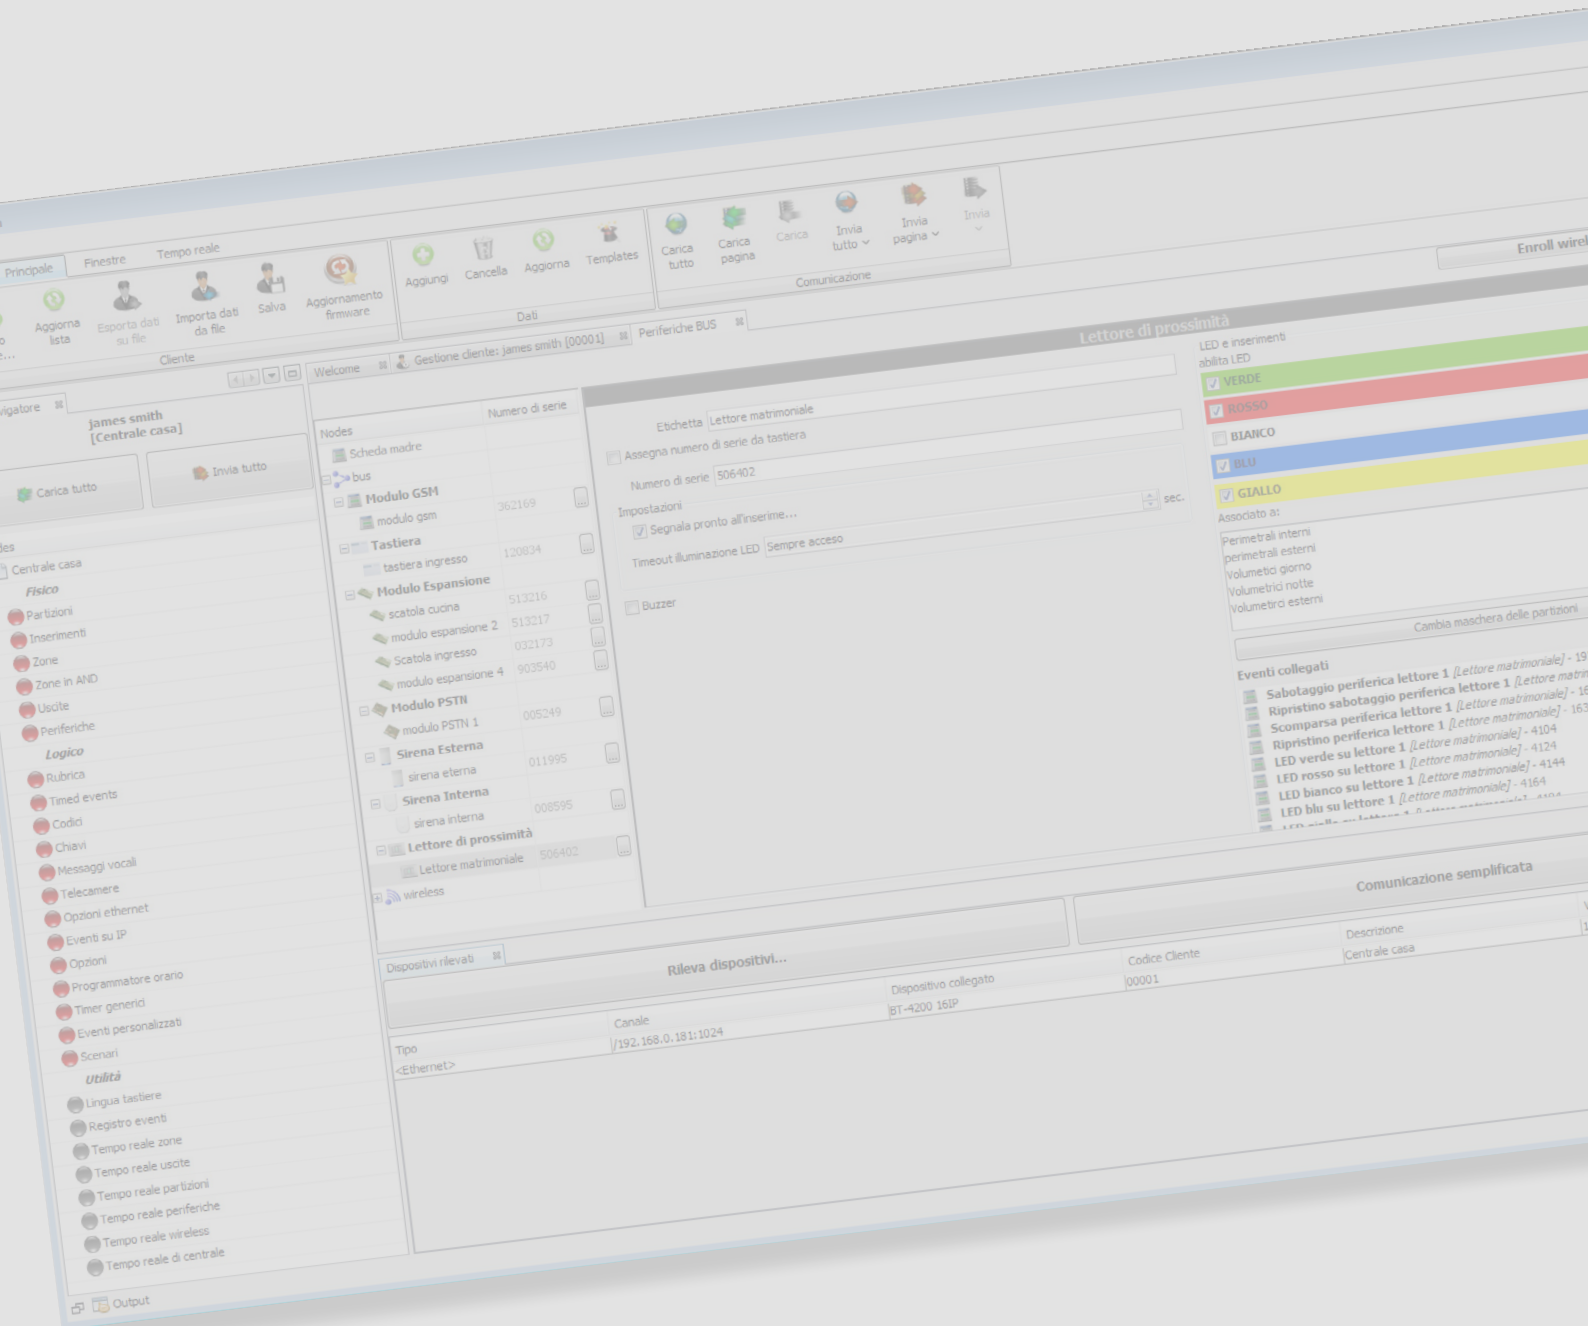 Principale
Finestre
Tempo reale
Aggiorna
lista
Esporta dati
su file
Importa dati
da file
Salva
Aggiornamento
firmware
Cliente
Aggiungi
Cancella
Aggiorna
Templates
Dati
Carica
tutto
Carica
pagina
Carica
Invia
tutto
Invia
pagina
Invia
Comunicazione
Welcome
Gestione cliente: james smith [00001]
Periferiche BUS
james smith
[Centrale casa]
Carica tutto
Invia tutto
Centrale casa
Fisico
Partizioni
Inserimenti
Zone
Zone in AND
Uscite
Periferiche
Logico
Rubrica
Timed events
Codici
Chiavi
Messaggi vocali
Telecamere
Opzioni ethernet
Eventi su IP
Opzioni
Programmatore orario
Timer generici
Eventi personalizzati
Scenari
Utilità
Lingua tastiere
Registro eventi
Tempo reale zone
Tempo reale uscite
Tempo reale partizioni
Tempo reale periferiche
Tempo reale wireless
Tempo reale di centrale
Output
Nodes
Numero di serie
Scheda madre
bus
Modulo GSM
modulo gsm 362169
Tastiera
tastiera ingresso 120834
Modulo Espansione
scatola cucina 513216
modulo espansione 2 513217
Scatola ingresso 032173
modulo espansione 4 903540
Modulo PSTN
modulo PSTN 1 005249
Sirena Esterna
sirena eterna 011995
Sirena Interna
sirena interna 008595
Lettore di prossimità
Lettore matrimoniale 506402
wireless
Lettore di prossimità
Etichetta Lettore matrimoniale
Assegna numero di serie da tastiera
Numero di serie 506402
Impostazioni
Segnala pronto all'inserime...
Timeout illuminazione LED Sempre acceso sec.
Buzzer
Enroll
LED e inserimenti
abilita LED
VERDE
ROSSO
BIANCO
BLU
GIALLO
Associato a:
Perimetrali interni
perimetrali esterni
Volumetici giorno
Volumetrici notte
Volumetirci esterni
Cambia maschera delle partizioni
Eventi collegati
Sabotaggio periferica lettore 1 [Lettore matrimoniale] - 19
Ripristino sabotaggio periferica lettore 1 [Lettore
Scomparsa periferica lettore 1 [Lettore matrimoniale] - 16
Ripristino periferica lettore 1 [Lettore matrimoniale] - 163
LED verde su lettore 1 [Lettore matrimoniale] - 4104
LED rosso su lettore 1 [Lettore matrimoniale] - 4124
LED bianco su lettore 1 [Lettore matrimoniale] - 4144
LED blu su lettore 1 [Lettore matrimoniale] - 4164
Dispositivi rilevati
Rileva dispositivi...
Comunicazione semplificata
Tipo
Canale
Dispositivo collegato
Codice Cliente
Descrizione
<Ethernet>
/192.168.0.181:1024
BT-4200 16IP
00001
Centrale casa